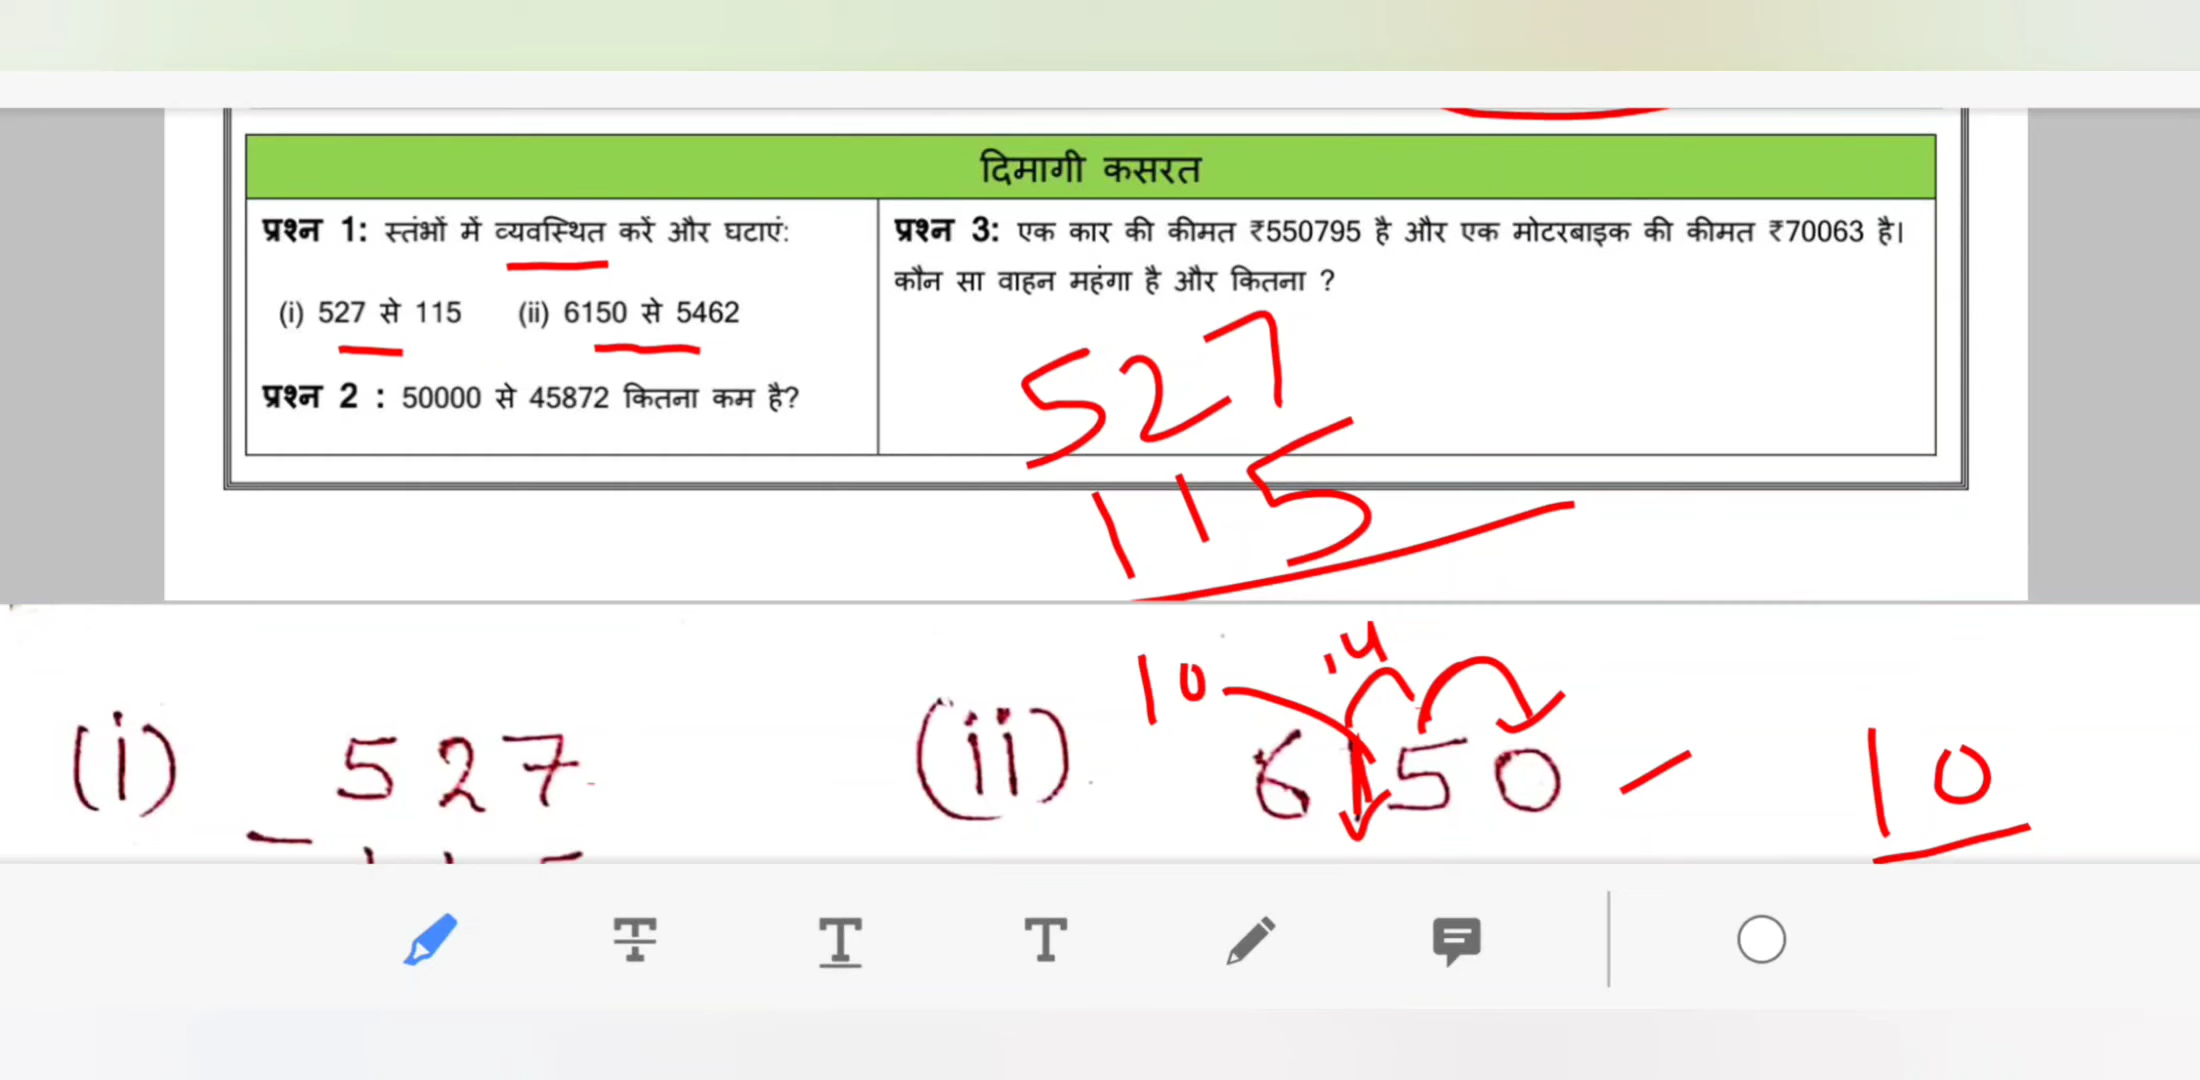 दिमागी कसरत
प्रश्न 1: स्तंभों में व्यवस्थित करें और घटाएं:
(i) 527 से 115 (ii) 6150 से 5462
प्रश्न 2 : 50000 से 45872 कितना कम है?
प्रश्न 3: एक कार की कीमत ₹550795 है और एक मोटरबाइक की कीमत ₹70063 है।
कौन सा वाहन महंगा है और कितना ?
527
115
10 14
(i) 527 (ii) 6150 - 10